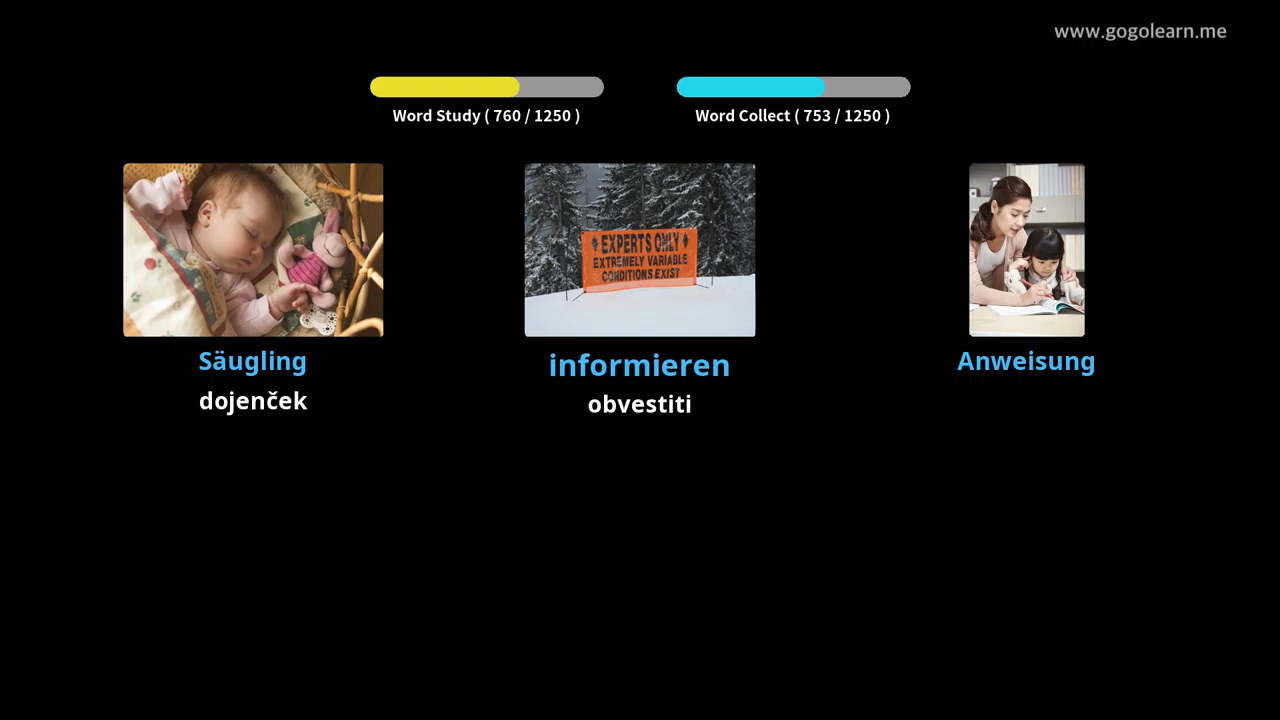 www.gogolearn.me
Word Study ( 760 / 1250 )
Word Collect ( 753 / 1250 )
EXPERTS ONLY
EXTREMELY VARIABLE
CONDITIONS EXIST
Säugling
informieren
Anweisung
dojenček
obvestiti